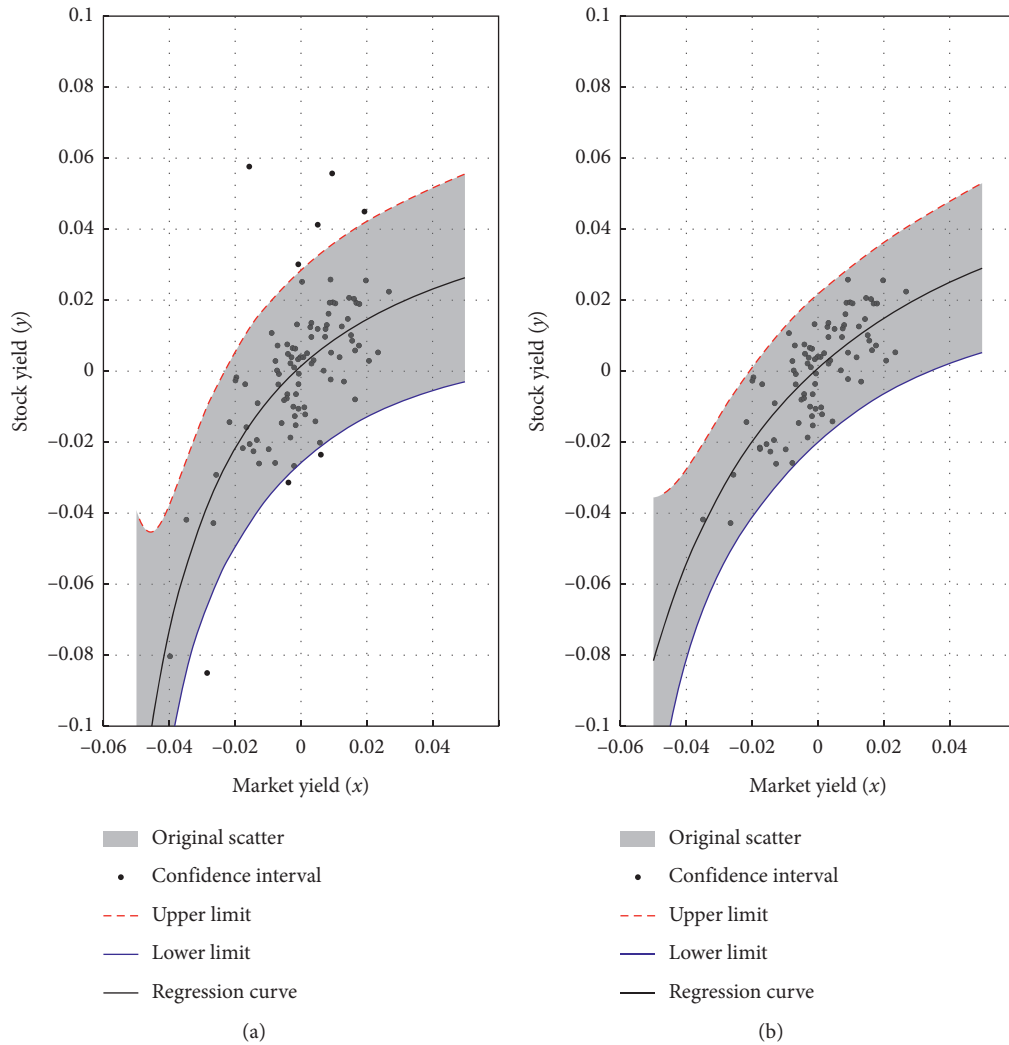 0.1
0.08
0.06
0.04
0.02
0
−0.02
−0.04
−0.06
−0.08
−0.1
Stock yield (y)
−0.06 −0.04 −0.02 0 0.02 0.04
Market yield (x)
Original scatter
Confidence interval
Upper limit
Lower limit
Regression curve
(a)
0.1
0.08
0.06
0.04
0.02
0
−0.02
−0.04
−0.06
−0.08
−0.1
Stock yield (y)
−0.06 −0.04 −0.02 0 0.02 0.04
Market yield (x)
Original scatter
Confidence interval
Upper limit
Lower limit
Regression curve
(b)